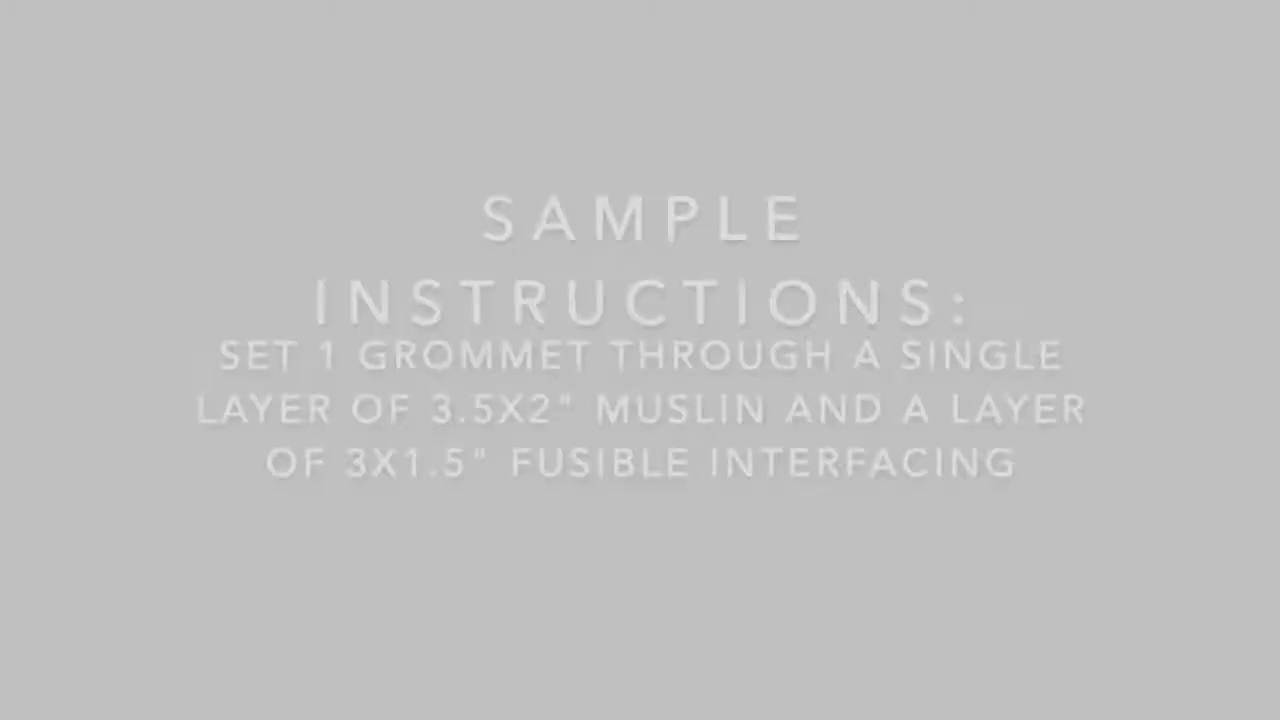 SAMPLE
INSTRUCTIONS:
SET 1 GROMMET THROUGH A SINGLE
LAYER OF 3.5X2" MUSLIN AND A LAYER
OF 3X1.5" FUSIBLE INTERFACING